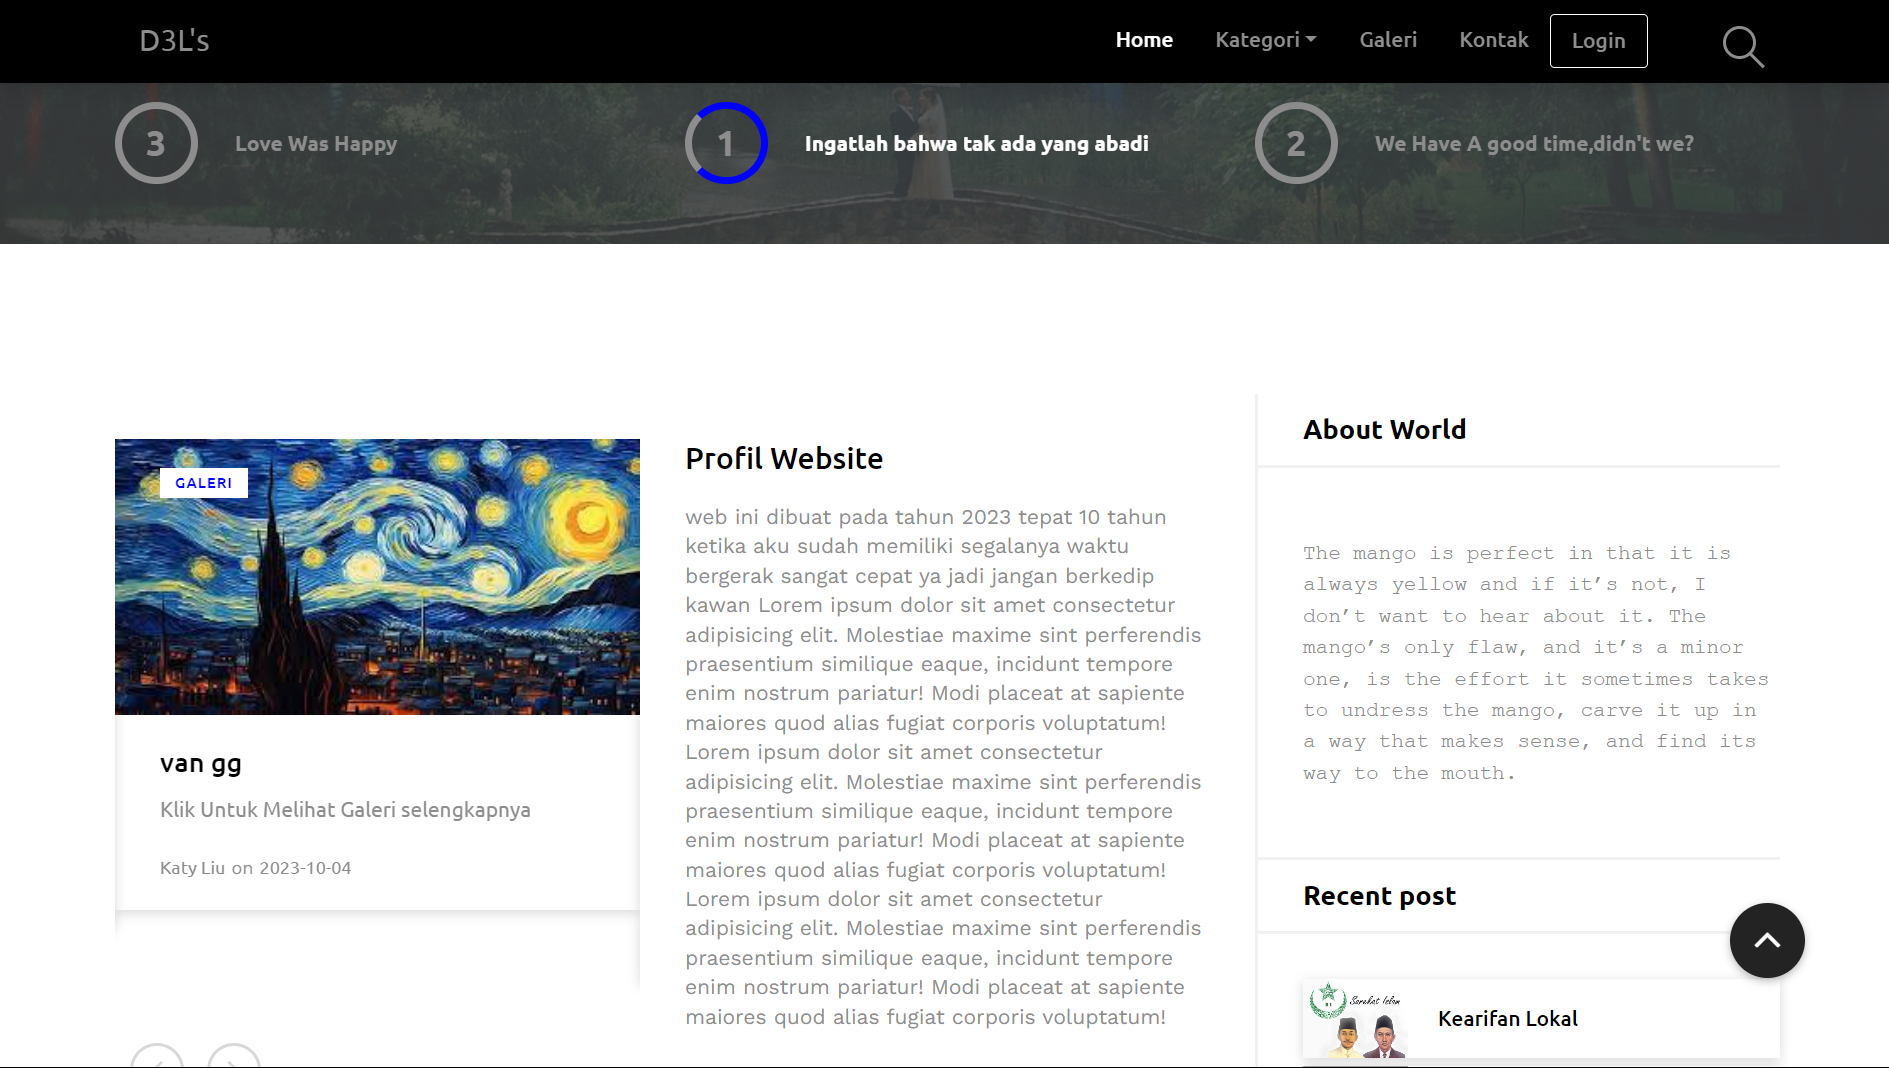 D3L's
Home
Kategori
Galeri
Kontak
Login
3
Love Was Happy
1
Ingatlah bahwa tak ada yang abadi
2
We Have A good time,didn't we?
GALERI
van gg
Klik Untuk Melihat Galeri selengkapnya
Katy Liu on 2023-10-04
Profil Website
web ini dibuat pada tahun 2023 tepat 10 tahun
ketika aku sudah memiliki segalanya waktu
bergerak sangat cepat ya jadi jangan berkedip
kawan Lorem ipsum dolor sit amet consectetur
adipisicing elit. Molestiae maxime sint perferendis
praesentium similique eaque, incidunt tempore
enim nostrum pariatur! Modi placeat at sapiente
maiores quod alias fugiat corporis voluptatum!
Lorem ipsum dolor sit amet consectetur
adipisicing elit. Molestiae maxime sint perferendis
praesentium similique eaque, incidunt tempore
enim nostrum pariatur! Modi placeat at sapiente
maiores quod alias fugiat corporis voluptatum!
Lorem ipsum dolor sit amet consectetur
adipisicing elit. Molestiae maxime sint perferendis
praesentium similique eaque, incidunt tempore
enim nostrum pariatur! Modi placeat at sapiente
maiores quod alias fugiat corporis voluptatum!
About World
The mango is perfect in that it is
always yellow and if it’s not, I
don’t want to hear about it. The
mango’s only flaw, and it’s a minor
one, is the effort it sometimes takes
to undress the mango, carve it up in
a way that makes sense, and find its
way to the mouth.
Recent post
Sarekat Islam
Kearifan Lokal